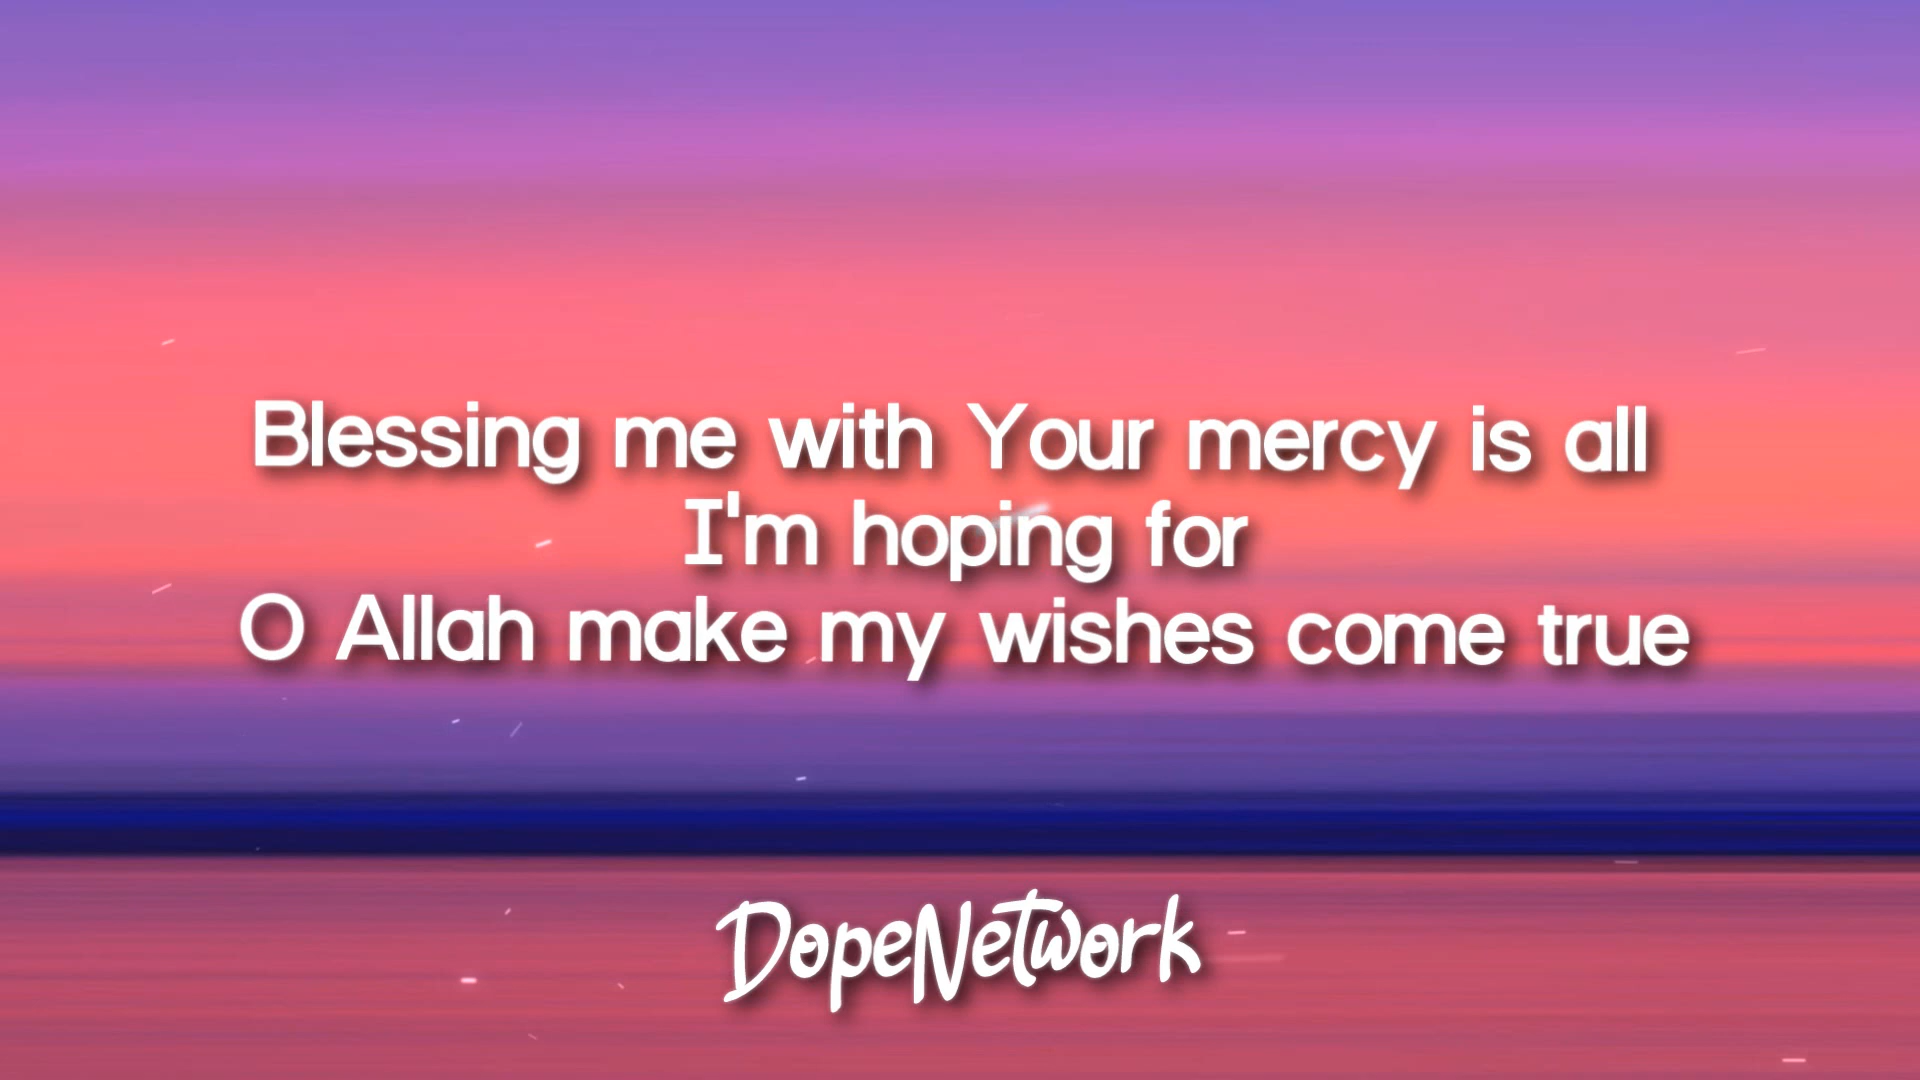 Blessing me with Your mercy is all
I'm hoping for
O Allah make my wishes come true
DopeNetwork